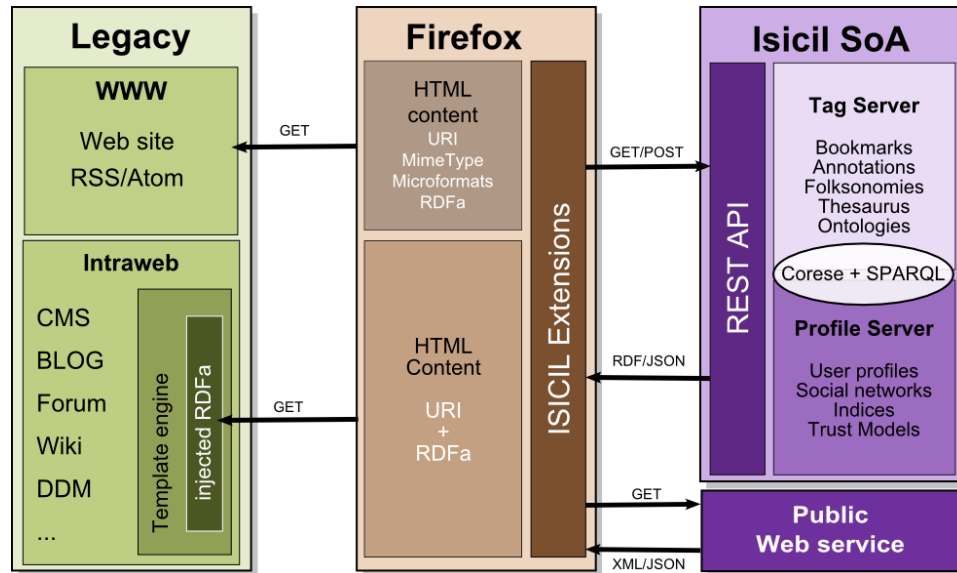 Legacy
WWW
Web site
RSS/Atom
Intraweb
CMS
BLOG
Forum
Wiki
DDM
...
Template engine
injected RDFa
GET
GET
Firefox
HTML
content
URI
MimeType
Microformats
RDFa
HTML
Content
URI
+
RDFa
ISICIL Extensions
GET/POST
RDF/JSON
GET
XML/JSON
Isicil SoA
REST API
Tag Server
Bookmarks
Annotations
Folksonomies
Thesaurus
Ontologies
Corese + SPARQL
Profile Server
User profiles
Social networks
Indices
Trust Models
Public
Web service